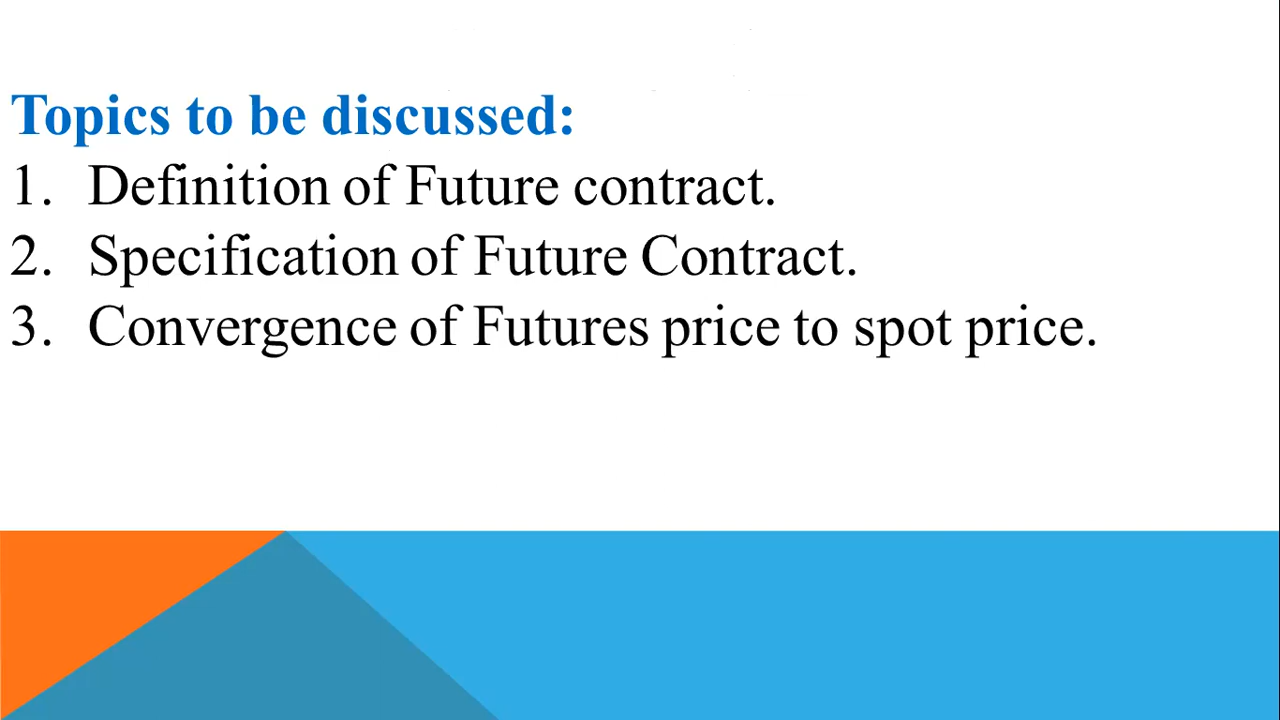 Topics to be discussed:
1. Definition of Future contract.
2. Specification of Future Contract.
3. Convergence of Futures price to spot price.